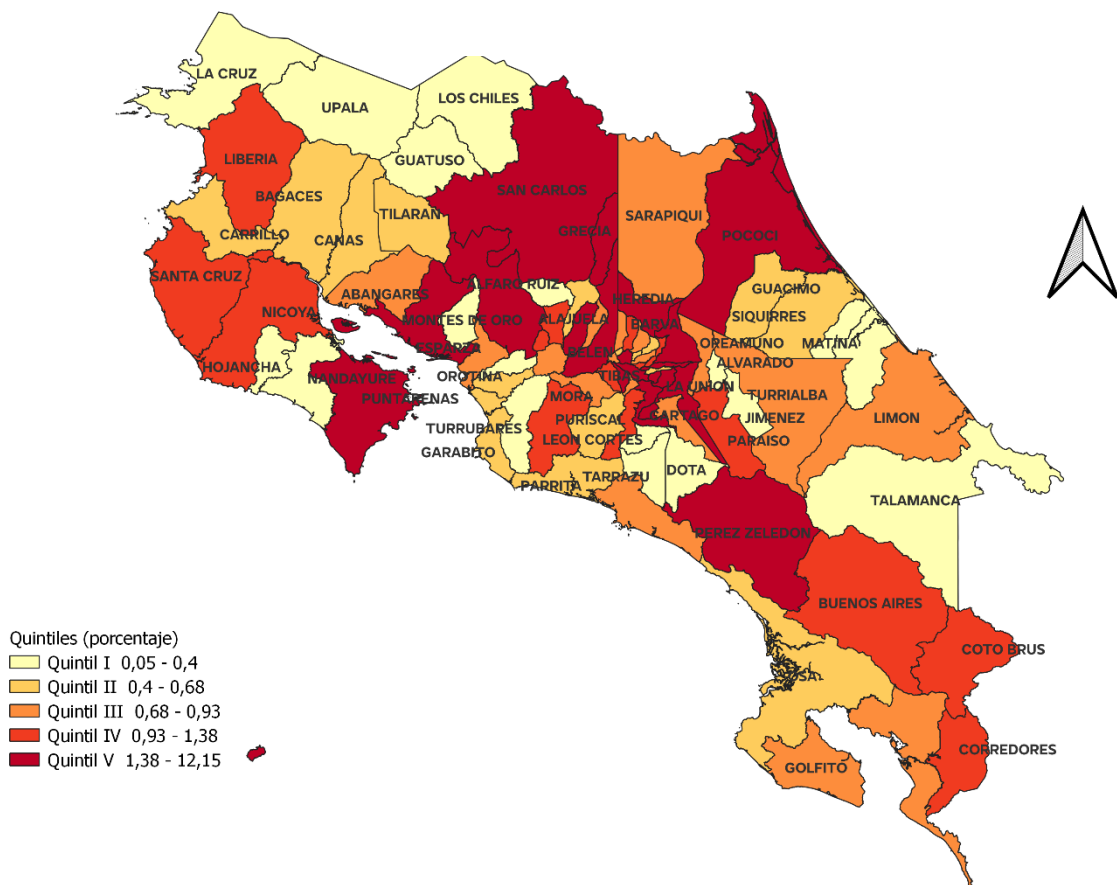 LA CRUZ
UPALA
LOS CHILES
LIBERIA
GUATUSO
BAGACES
SAN CARLOS
TILARAN
SARAPIQUI
CARRILLO
CANAS
GRECIA
POCOCI
SANTA CRUZ
ABANGARES
ALFARO RUIZ
HEREDIA
GUACIMO
NICOYA
MONTES DE ORO
ALAJUELA
BARVA
SIQUIRRES
ESPARZA
BELEN
OREAMUNO
MATINA
HOJANCHA
OROTINA
TIBAS
ALVARADO
NANDAYURE
LA UNION
PUNTARENAS
MORA
TURRIALBA
TURRUBARES
PURISCAL
CARTAGO
JIMENEZ
LIMON
GARABITO
LEON CORTES
PARAISO
PARRITA
TARRAZU
DOTA
TALAMANCA
PEREZ ZELEDON
BUENOS AIRES
COTO BRUS
CORREDORES
GOLFITO
Quintiles (porcentaje)
Quintil I 0,05 - 0,4
Quintil II 0,4 - 0,68
Quintil III 0,68 - 0,93
Quintil IV 0,93 - 1,38
Quintil V 1,38 - 12,15